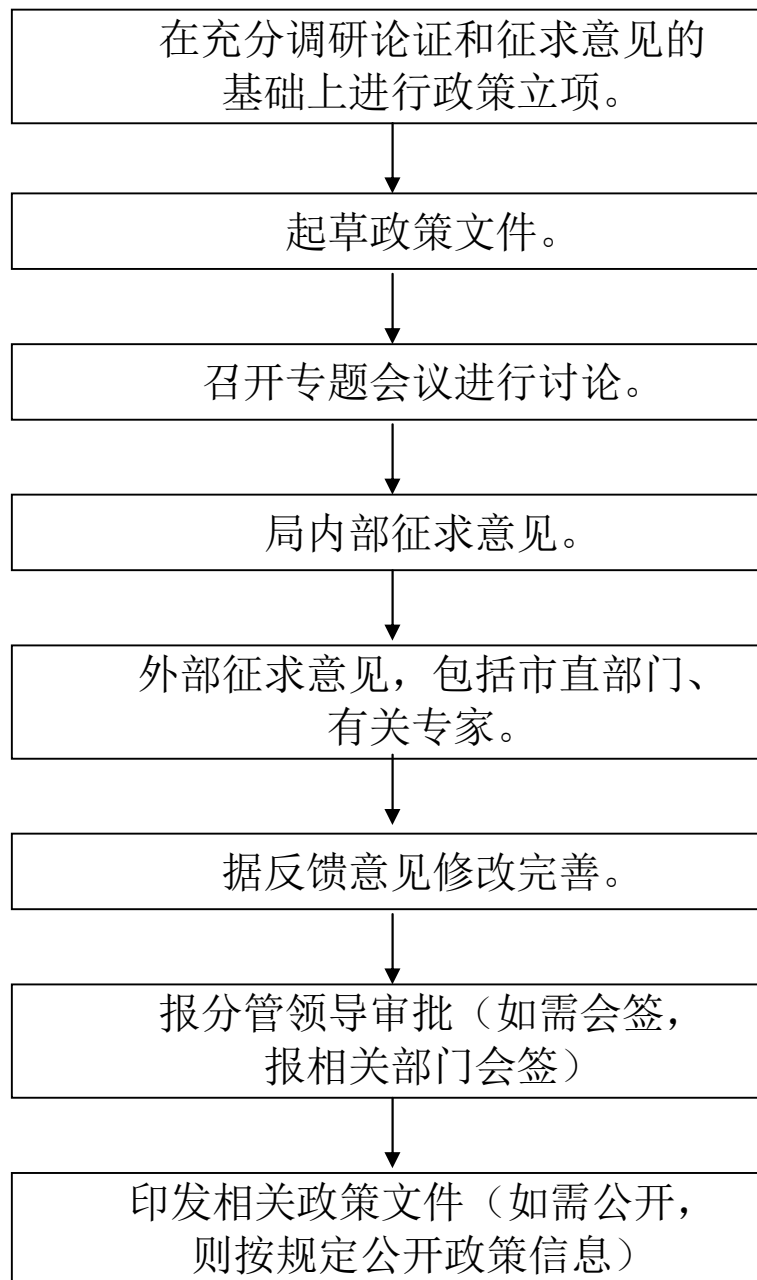 在充分调研论证和征求意见的
基础上进行政策立项。
起草政策文件。
召开专题会议进行讨论。
局内部征求意见。
外部征求意见，包括市直部门、
有关专家。
据反馈意见修改完善。
报分管领导审批（如需会签，
报相关部门会签）
印发相关政策文件（如需公开，
则按规定公开政策信息）